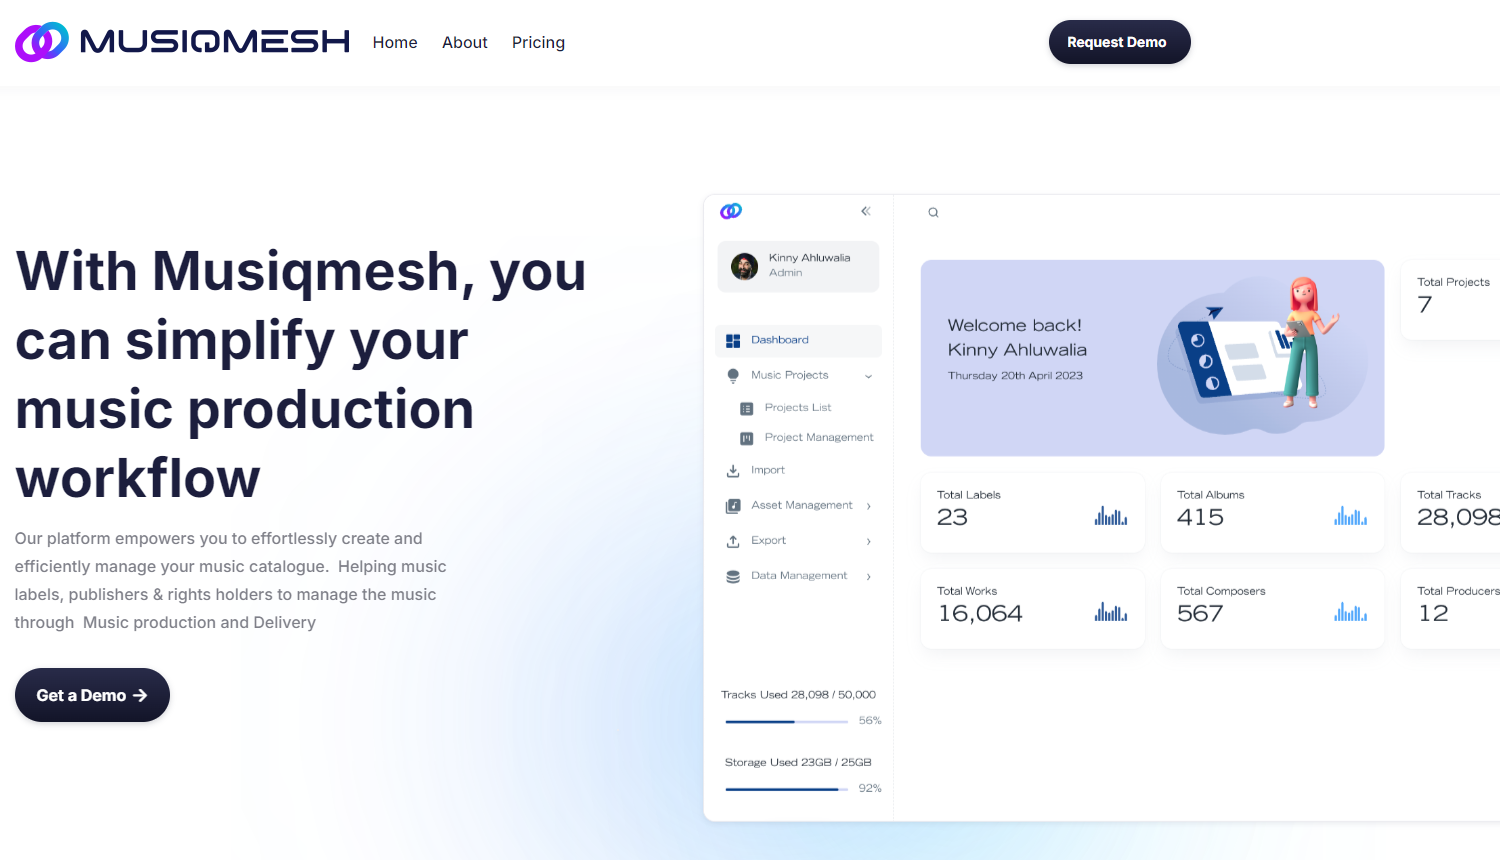 MUSIQMESH
Home
About
Pricing
Request Demo
With Musiqmesh, you
can simplify your
music production
workflow
Our platform empowers you to effortlessly create and
efficiently manage your music catalogue.  Helping music
labels, publishers & rights holders to manage the music
through  Music production and Delivery
Get a Demo
Kinny Ahluwalia
Admin
Dashboard
Music Projects
Projects List
Project Management
Import
Asset Management
Export
Data Management
Tracks Used 28,098 / 50,000
56%
Storage Used 23GB / 25GB
92%
Welcome back!
Kinny Ahluwalia
Thursday 20th April 2023
Total Projects
7
Total Labels
23
Total Albums
415
Total Tracks
28,098
Total Works
16,064
Total Composers
567
Total Producers
12